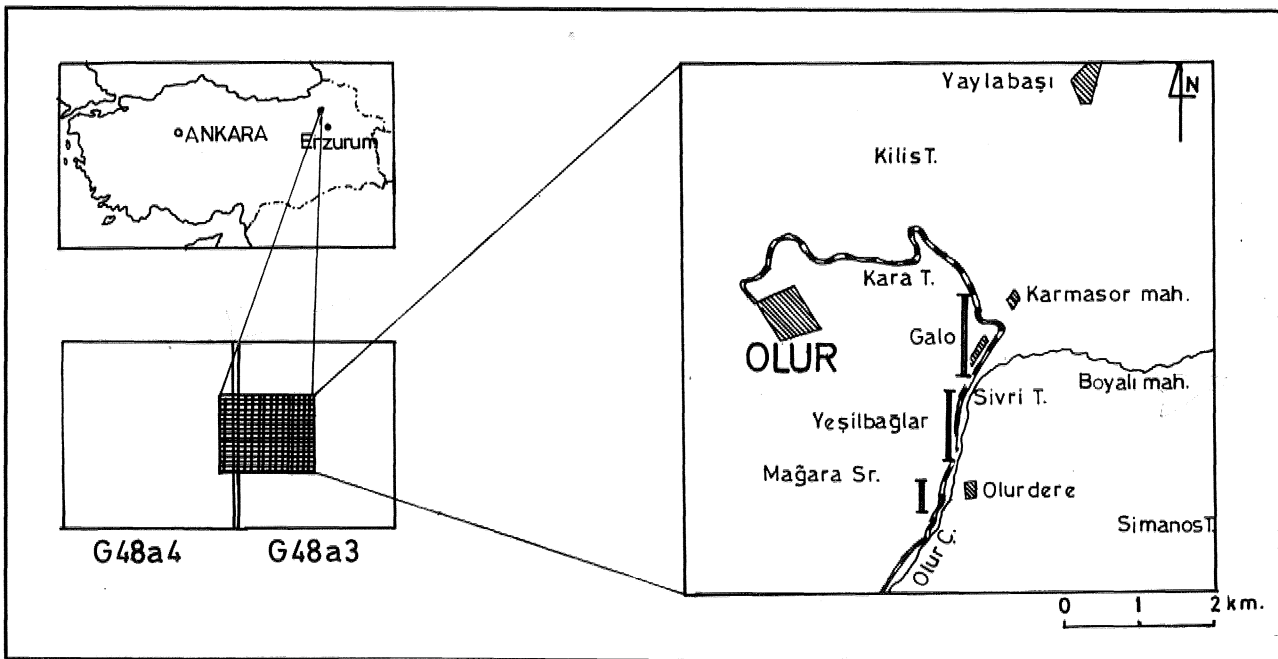 ANKARA
Erzurum
G48a4
G48a3
Yaylabaşı
N
Kilis T.
Kara T.
Karmasor mah.
Galo
OLUR
Boyalı mah.
Sivri T.
Yeşilbağlar
Mağara Sr.
Olurdere
Simanos T.
Olur Ç.
0 1 2 km.